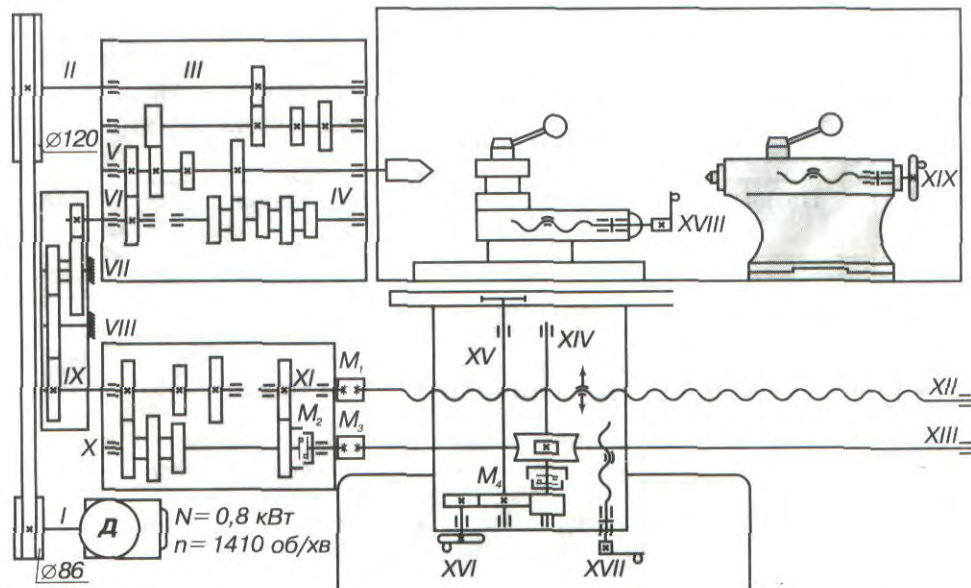 II
III
Ø120
V
VI
IV
XVIII
XIX
VII
VIII
XV
XIV
IX
XI
M₁
XII
M₂
M₃
X
XIII
M₄
I
Д
N = 0,8 кВт
n = 1410 об/хв
Ø86
XVI
XVII